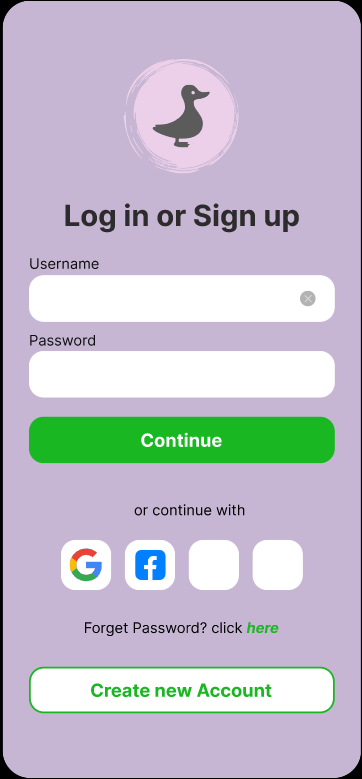 Log in or Sign up
Username
Password
Continue
or continue with
Forget Password? click here
Create new Account